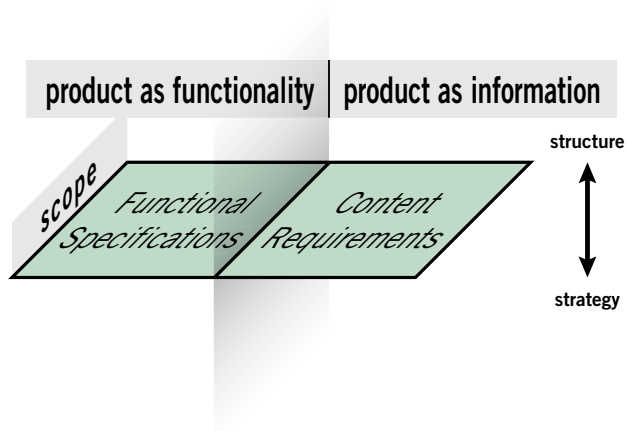 product as functionality
product as information
structure
scope
Functional
Specifications
Content
Requirements
strategy